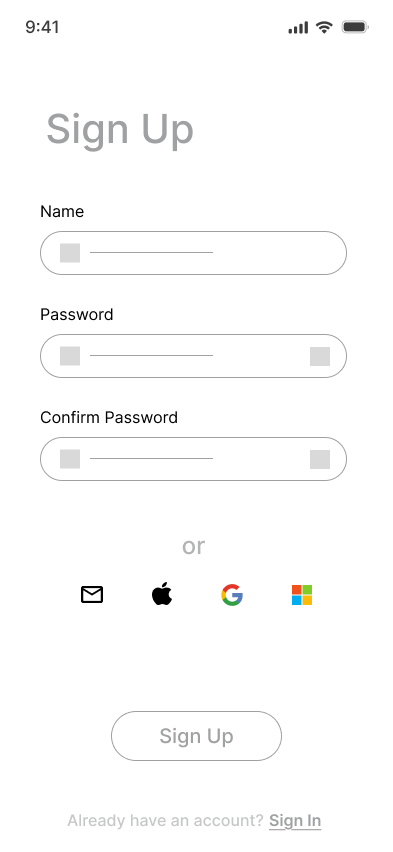 9:41
Sign Up
Name
Password
Confirm Password
or
Sign Up
Already have an account? Sign In